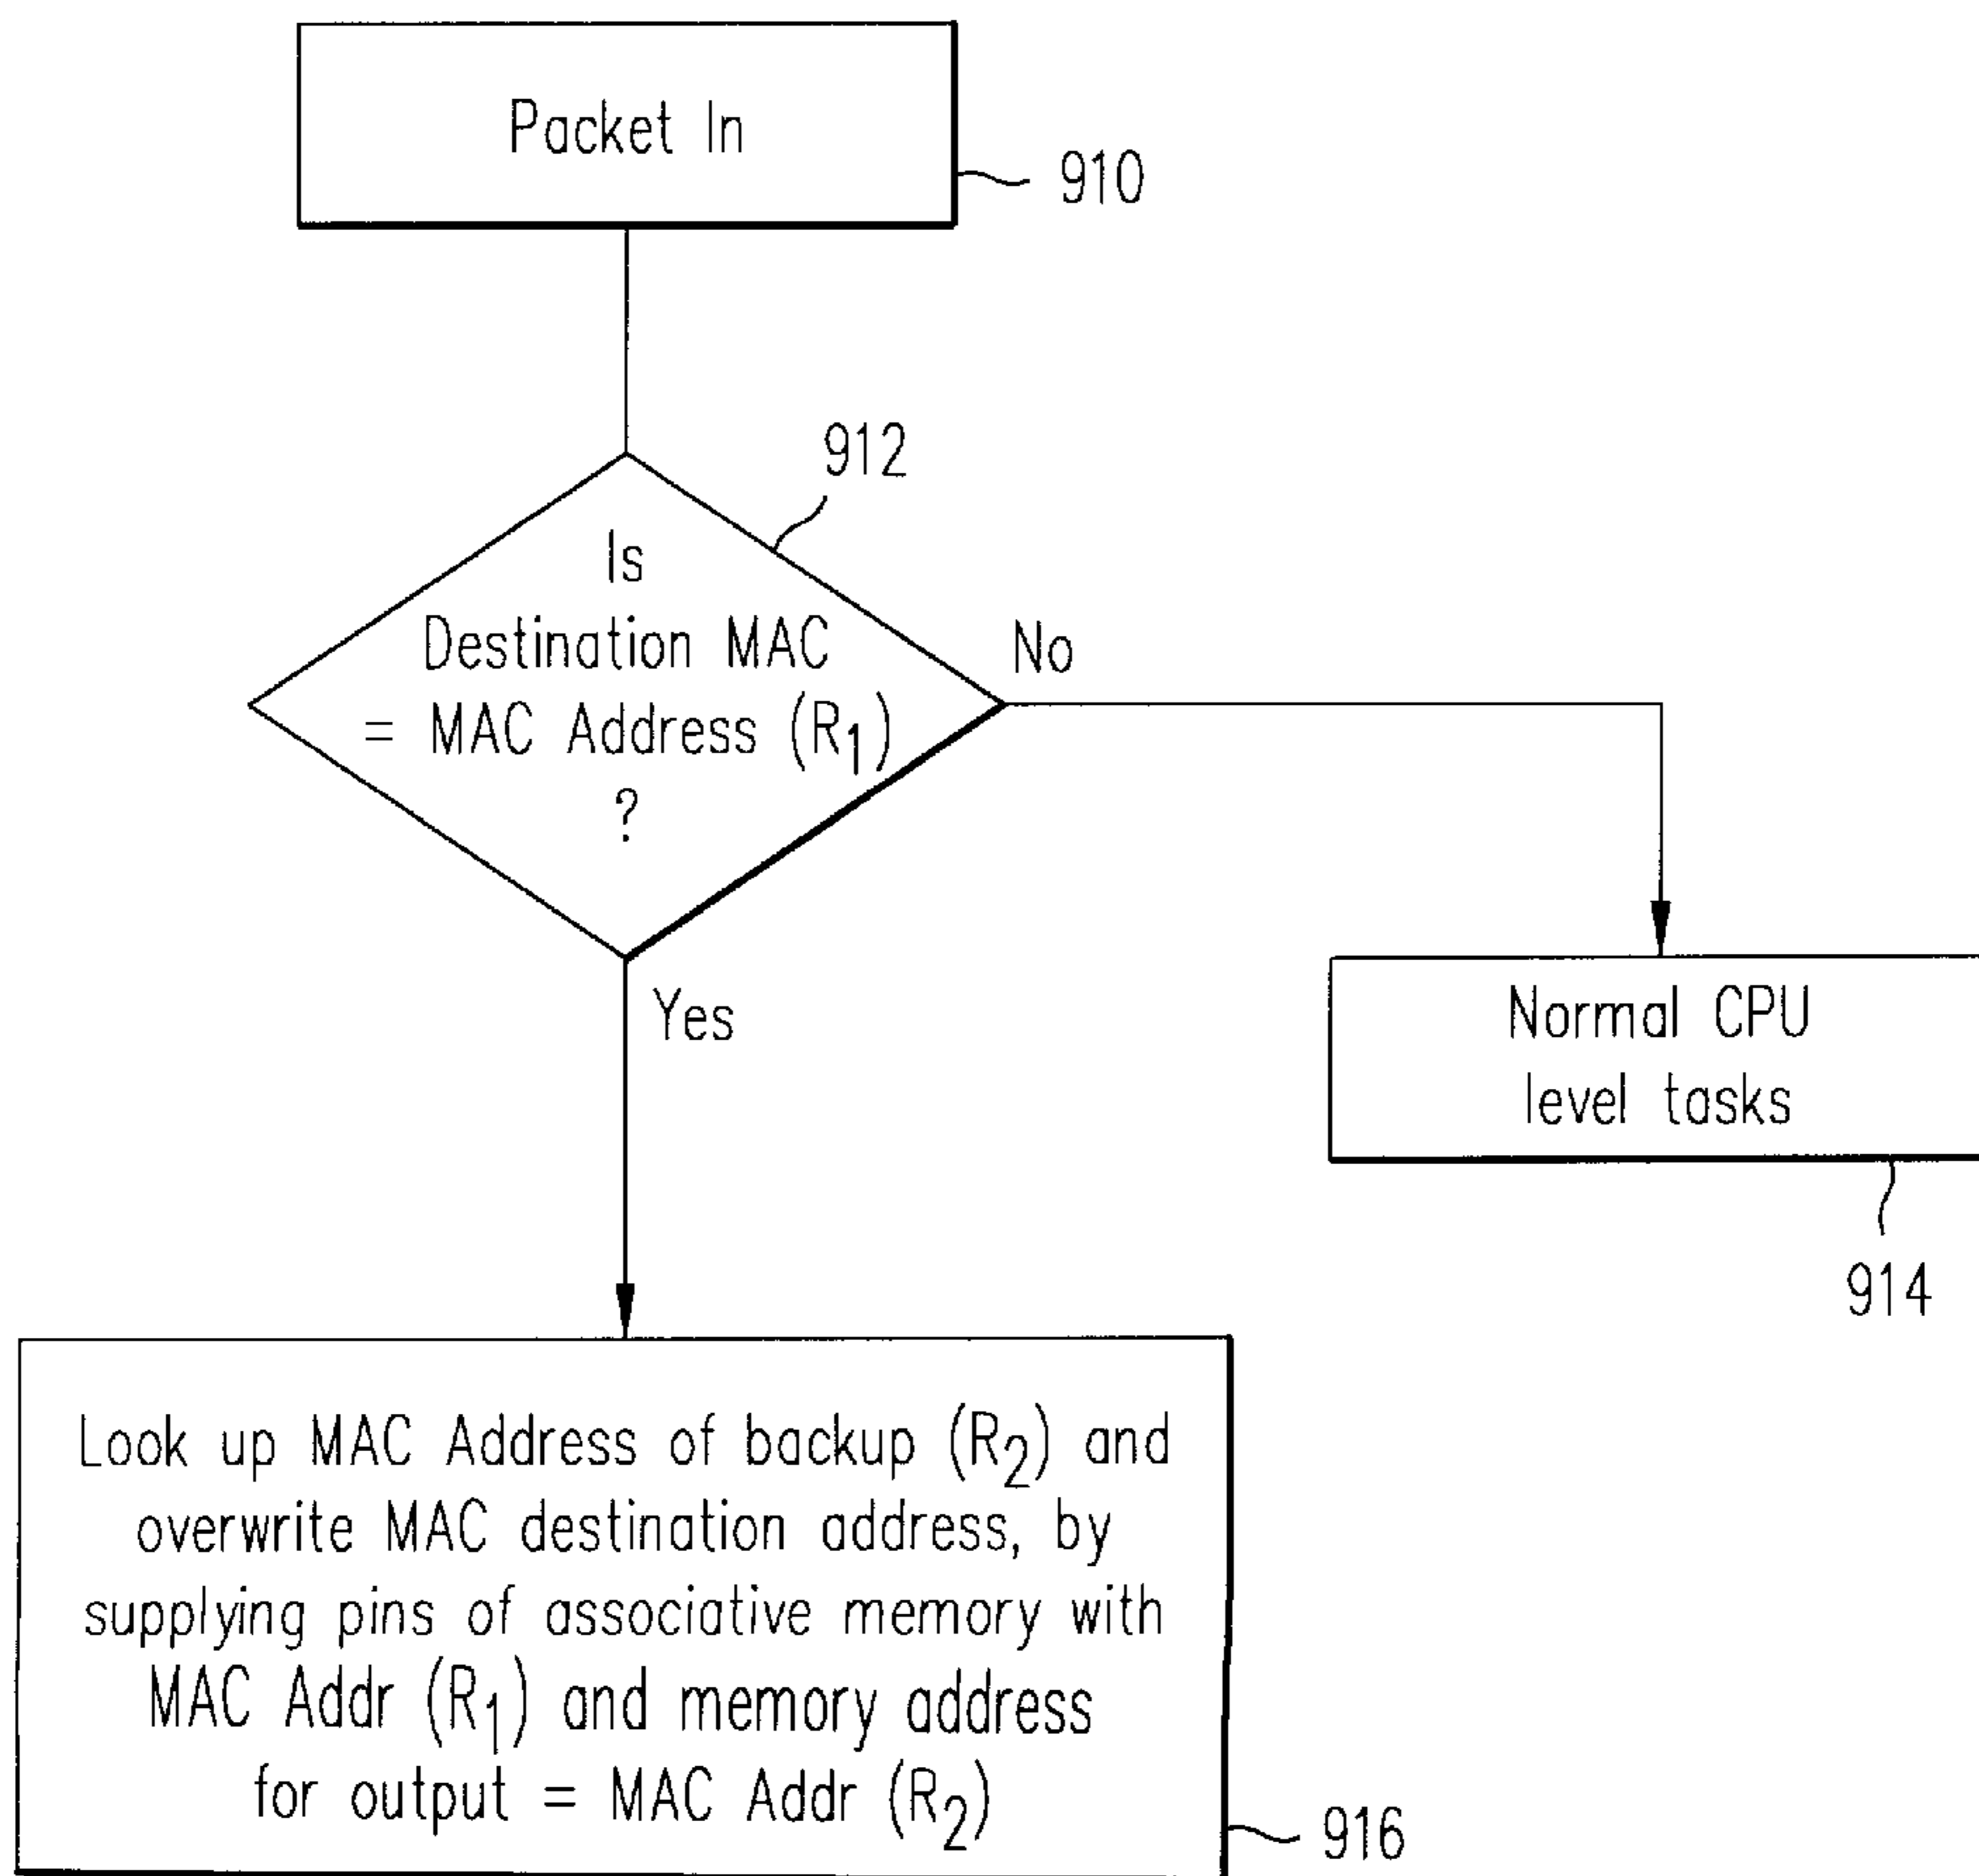 Packet In
910
912
Is
Destination MAC
= MAC Address (R1)
?
No
Yes
Normal CPU
level tasks
914
Look up MAC Address of backup (R2) and
overwrite MAC destination address, by
supplying pins of associative memory with
MAC Addr (R1) and memory address
for output = MAC Addr (R2)
916